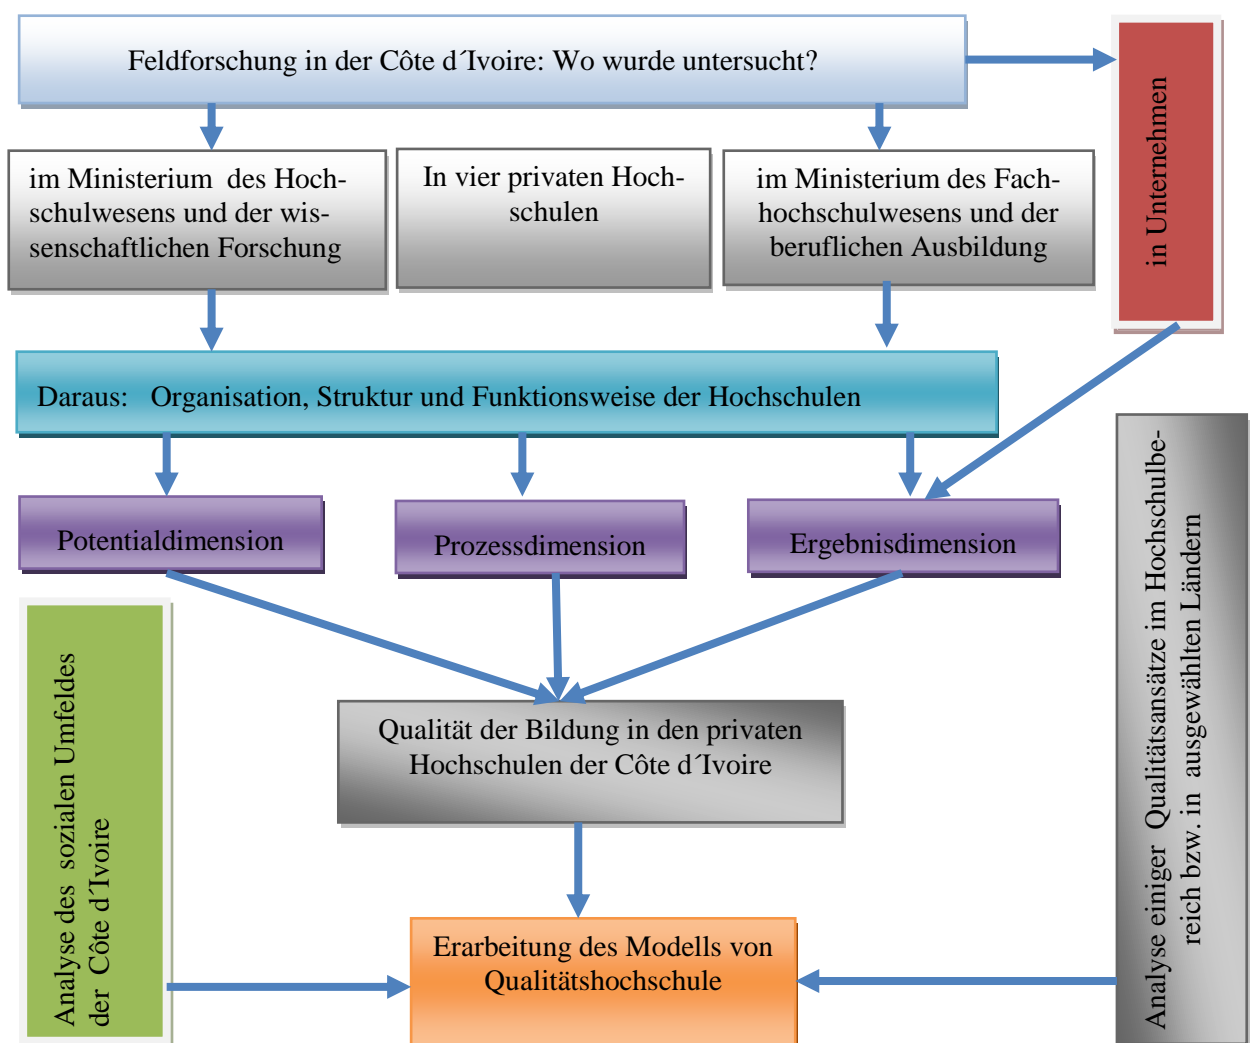 Feldforschung in der Côte d´Ivoire: Wo wurde untersucht?
in Unternehmen
im Ministerium des Hoch-
schulwesens und der wis-
senschaftlichen Forschung
In vier privaten Hoch-
schulen
im Ministerium des Fach-
hochschulwesens und der
beruflichen Ausbildung
Daraus: Organisation, Struktur und Funktionsweise der Hochschulen
Potentialdimension
Prozessdimension
Ergebnisdimension
Analyse einiger Qualitätsansätze im Hochschulbe-
reich bzw. in ausgewählten Ländern
Analyse des sozialen Umfeldes
der Côte d´Ivoire
Qualität der Bildung in den privaten
Hochschulen der Côte d´Ivoire
Erarbeitung des Modells von
Qualitätshochschule